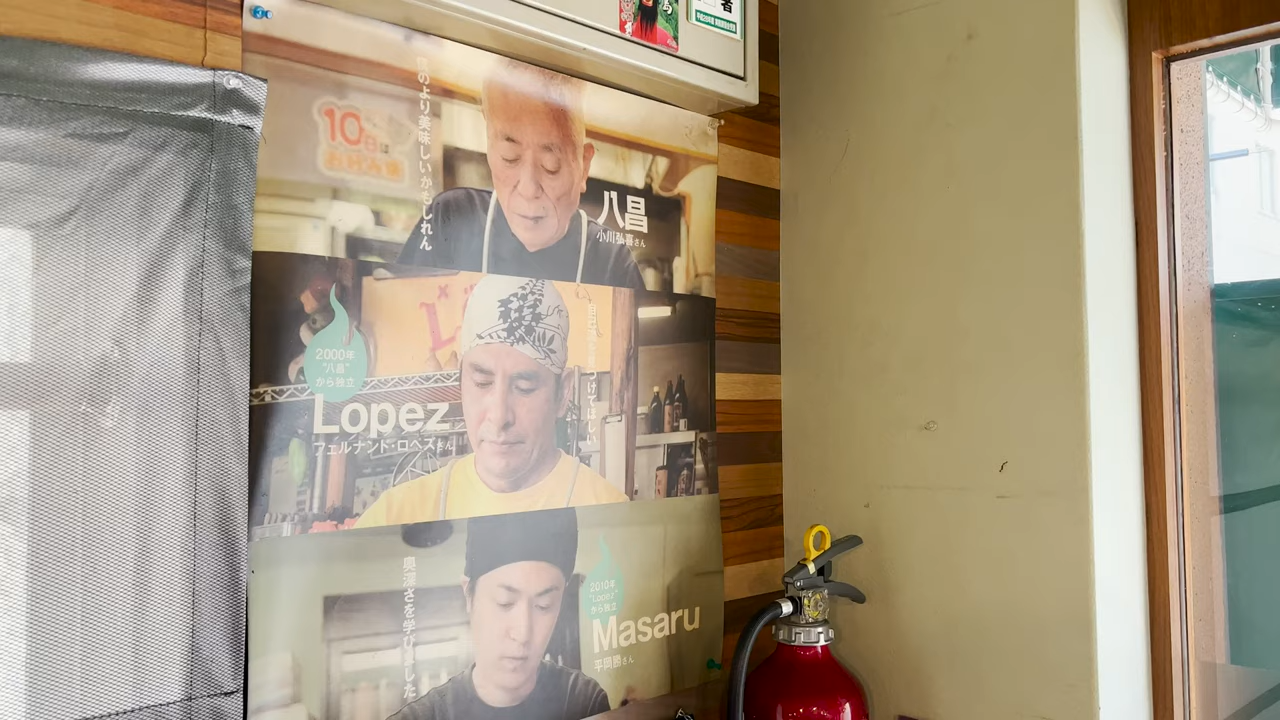 10日は
お好み焼
のより美味しいかもしれん
八昌
小川弘喜さん
2000年
"八昌"
から独立
Lopez
フェルナンド・ロペズさん
つけてほしい
奥深さを学びました
2010年
"Lopez"
から独立
Masaru
平岡勝さん